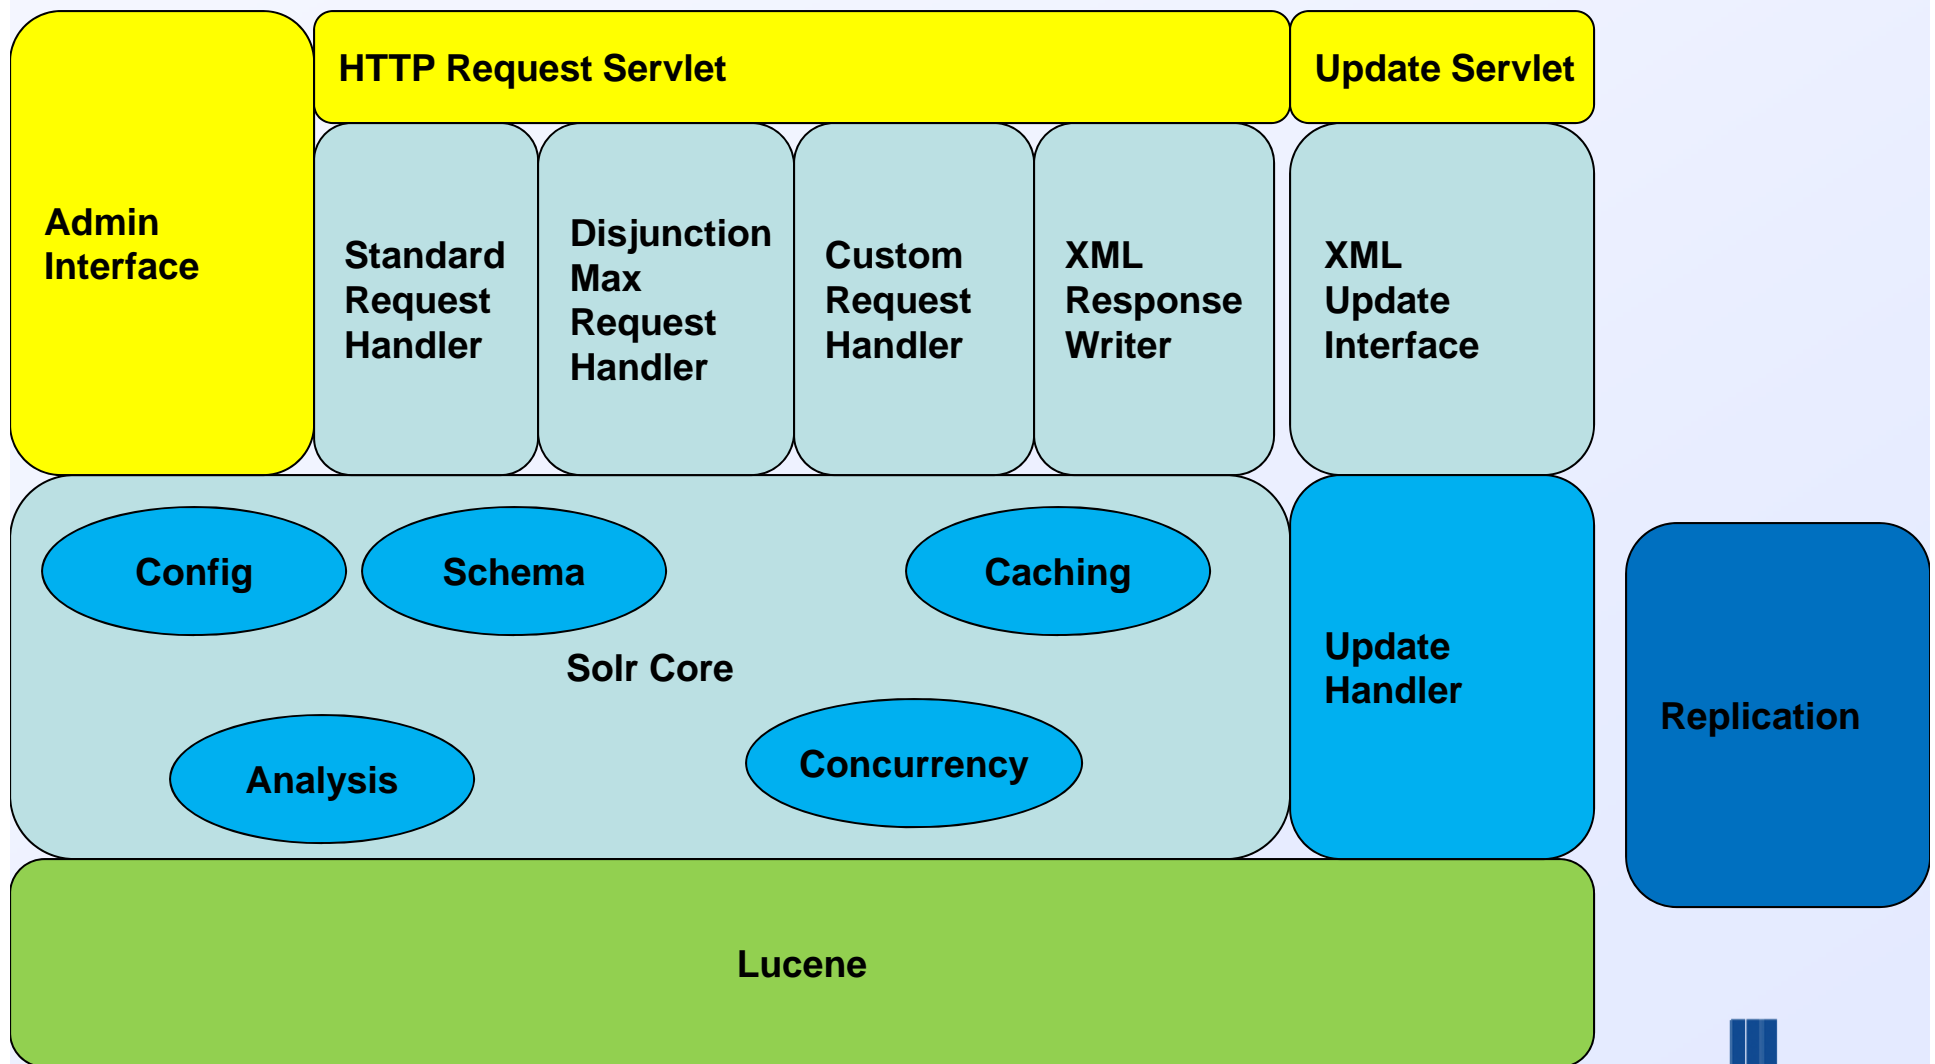 HTTP Request Servlet
Update Servlet
Admin
Interface
Standard
Request
Handler
Disjunction
Max
Request
Handler
Custom
Request
Handler
XML
Response
Writer
XML
Update
Interface
Config
Schema
Caching
Solr Core
Analysis
Concurrency
Update
Handler
Replication
Lucene